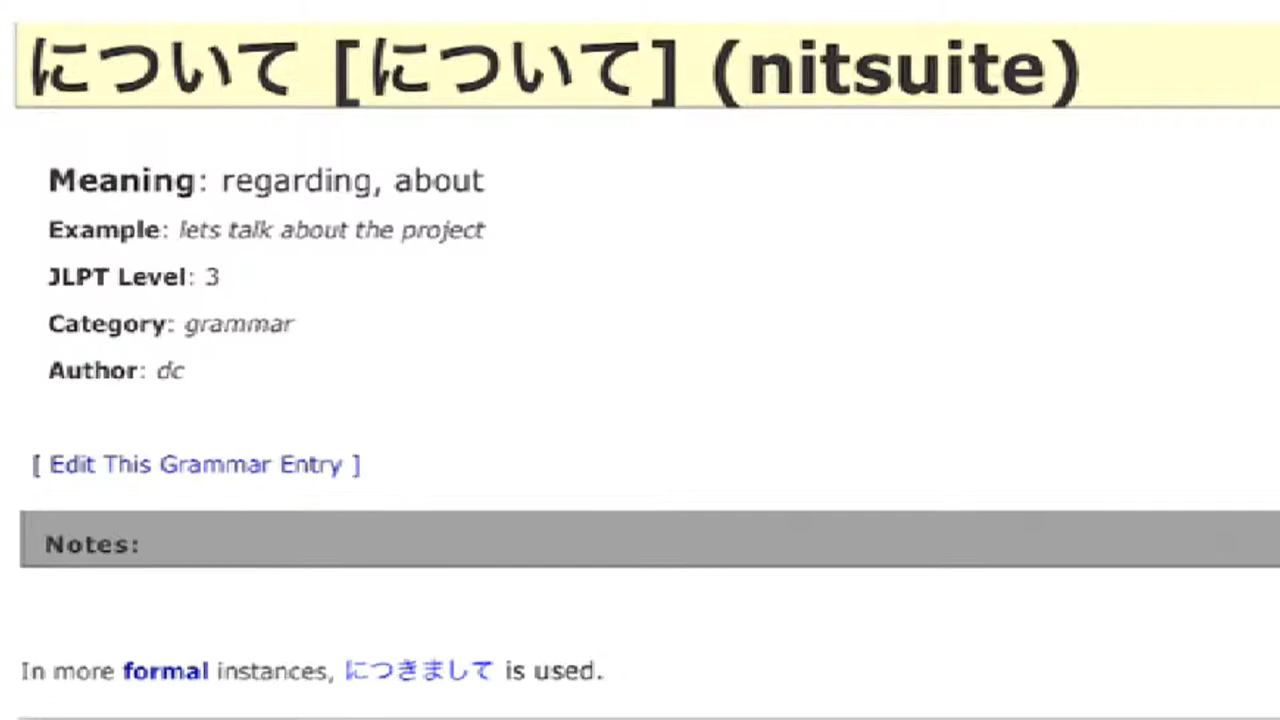 について [について] (nitsuite)
Meaning: regarding, about
Example: lets talk about the project
JLPT Level: 3
Category: grammar
Author: dc
[ Edit This Grammar Entry ]
Notes:
In more formal instances, につきまして is used.